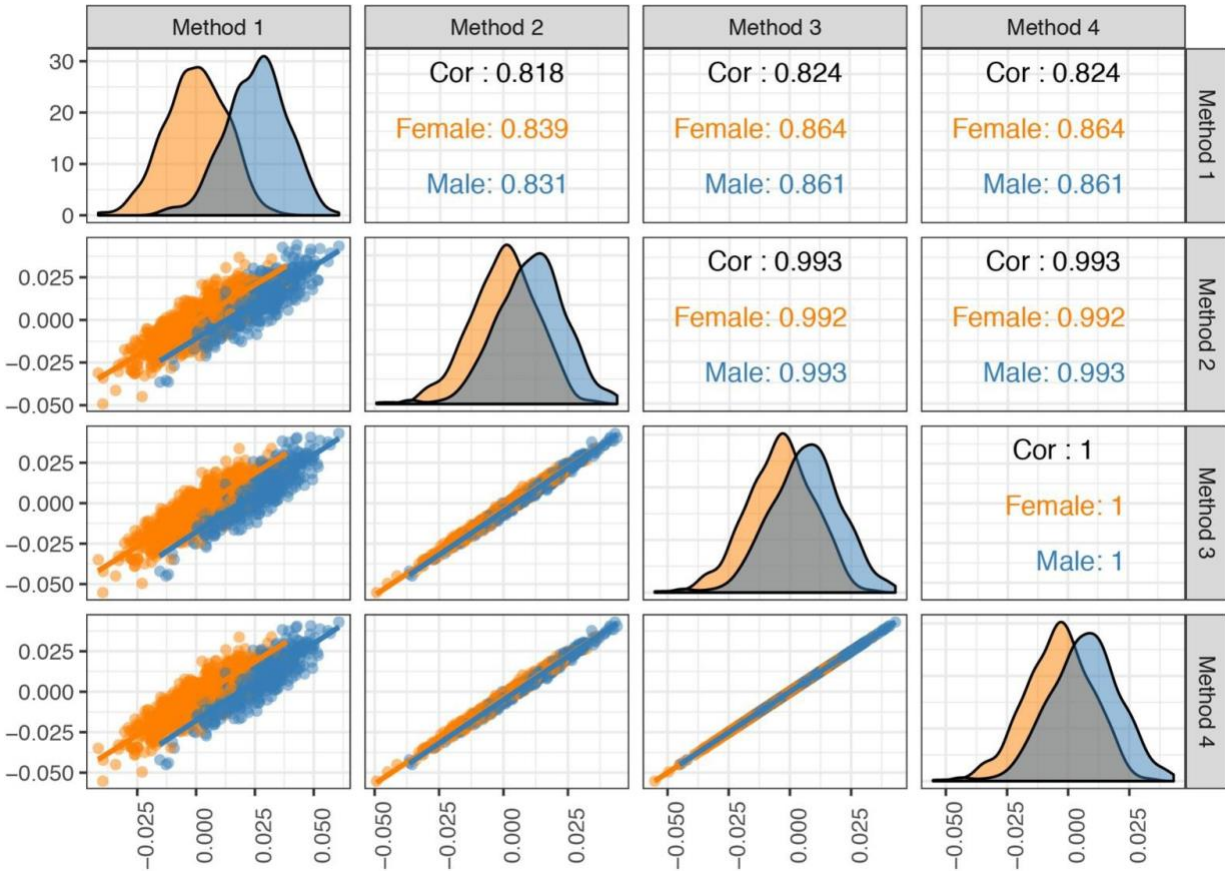 Method 1 Method 2 Method 3 Method 4
30
20
10
0
Cor : 0.818
Female: 0.839
Male: 0.831
Cor : 0.824
Female: 0.864
Male: 0.861
Cor : 0.824
Female: 0.864
Male: 0.861
Method 1
0.025
0.000
−0.025
−0.050
Cor : 0.993
Female: 0.992
Male: 0.993
Cor : 0.993
Female: 0.992
Male: 0.993
Method 2
0.025
0.000
−0.025
−0.050
Cor : 1
Female: 1
Male: 1
Method 3
0.025
0.000
−0.025
−0.050
Method 4
−0.025 0.000 0.025 0.050
−0.050 −0.025 0.000 0.025
−0.050 −0.025 0.000 0.025
−0.050 −0.025 0.000 0.025